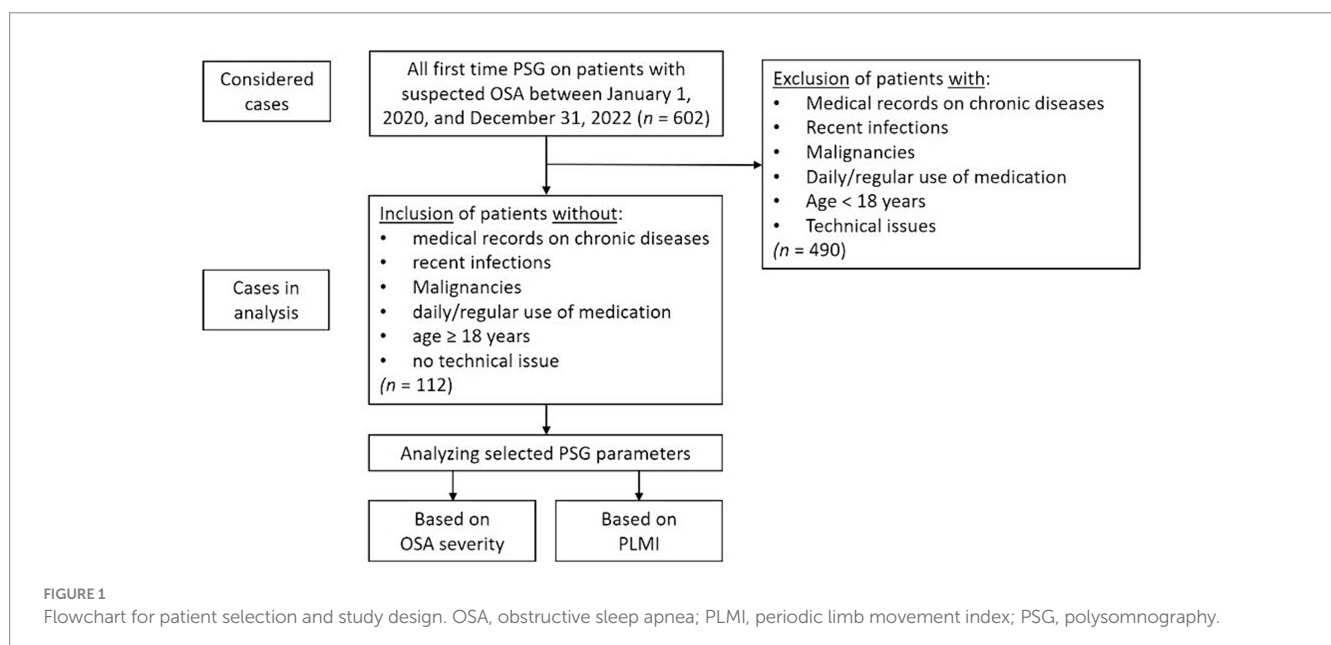 Considered
cases
All first time PSG on patients with
suspected OSA between January 1,
2020, and December 31, 2022 (n = 602)
Exclusion of patients with:
• Medical records on chronic diseases
• Recent infections
• Malignancies
• Daily/regular use of medication
• Age < 18 years
• Technical issues
(n = 490)
Cases in
analysis
Inclusion of patients without:
• medical records on chronic diseases
• recent infections
• Malignancies
• daily/regular use of medication
• age ≥ 18 years
• no technical issue
(n = 112)
Analyzing selected PSG parameters
Based on
OSA severity
Based on
PLMI
FIGURE 1
Flowchart for patient selection and study design. OSA, obstructive sleep apnea; PLMI, periodic limb movement index; PSG, polysomnography.